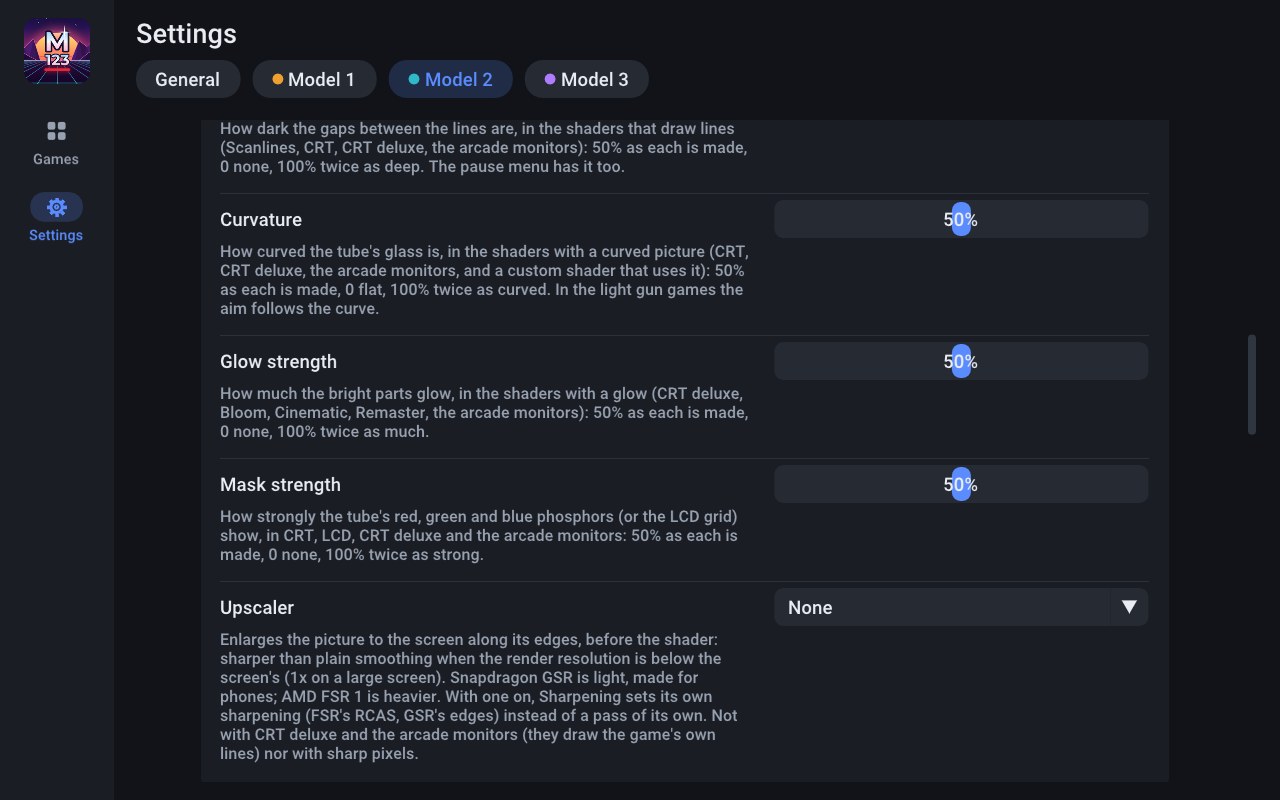 Settings
General
Model 1
Model 2
Model 3
M
123
Games
Settings
How dark the gaps between the lines are, in the shaders that draw lines
(Scanlines, CRT, CRT deluxe, the arcade monitors): 50% as each is made,
0 none, 100% twice as deep. The pause menu has it too.
Curvature
50%
How curved the tube's glass is, in the shaders with a curved picture (CRT,
CRT deluxe, the arcade monitors, and a custom shader that uses it): 50%
as each is made, 0 flat, 100% twice as curved. In the light gun games the
aim follows the curve.
Glow strength
50%
How much the bright parts glow, in the shaders with a glow (CRT deluxe,
Bloom, Cinematic, Remaster, the arcade monitors): 50% as each is made,
0 none, 100% twice as much.
Mask strength
50%
How strongly the tube's red, green and blue phosphors (or the LCD grid)
show, in CRT, LCD, CRT deluxe and the arcade monitors: 50% as each is
made, 0 none, 100% twice as strong.
Upscaler
None
Enlarges the picture to the screen along its edges, before the shader:
sharper than plain smoothing when the render resolution is below the
screen's (1x on a large screen). Snapdragon GSR is light, made for
phones; AMD FSR 1 is heavier. With one on, Sharpening sets its own
sharpening (FSR's RCAS, GSR's edges) instead of a pass of its own. Not
with CRT deluxe and the arcade monitors (they draw the game's own
lines) nor with sharp pixels.